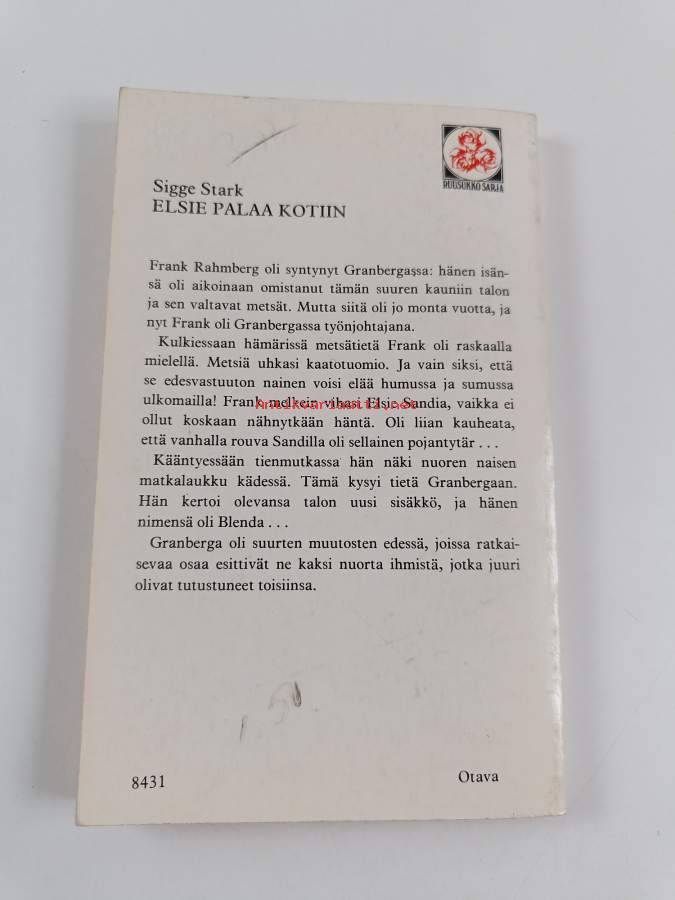 RUUSUKKO SARJA
Sigge Stark
ELSIE PALAA KOTIIN
Frank Rahmberg oli syntynyt Granbergassa: hänen isän-
sä oli aikoinaan omistanut tämän suuren kauniin talon
ja sen valtavat metsät. Mutta siitä oli jo monta vuotta, ja
nyt Frank oli Granbergassa työnjohtajana.
Kulkiessaan hämärissä metsätietä Frank oli raskaalla
mielellä. Metsiä uhkasi kaatotuomio. Ja vain siksi, että
se edesvastuuton nainen voisi elää humussa ja sumussa
ulkomailla! Frank melkein vihasi Elsie Sandia, vaikka ei
antikvariaatti.net
ollut koskaan nähnytkään häntä. Oli liian kauheata,
että vanhalla rouva Sandilla oli sellainen pojantytär . . .
Kääntyessään tienmutkassa hän näki nuoren naisen
matkalaukku kädessä. Tämä kysyi tietä Granbergaan.
Hän kertoi olevansa talon uusi sisäkkö, ja hänen
nimensä oli Blenda . . .
Granberga oli suurten muutosten edessä, joissa ratkai-
sevaa osaa esittivät ne kaksi nuorta ihmistä, jotka juuri
olivat tutustuneet toisiinsa.
8431
Otava